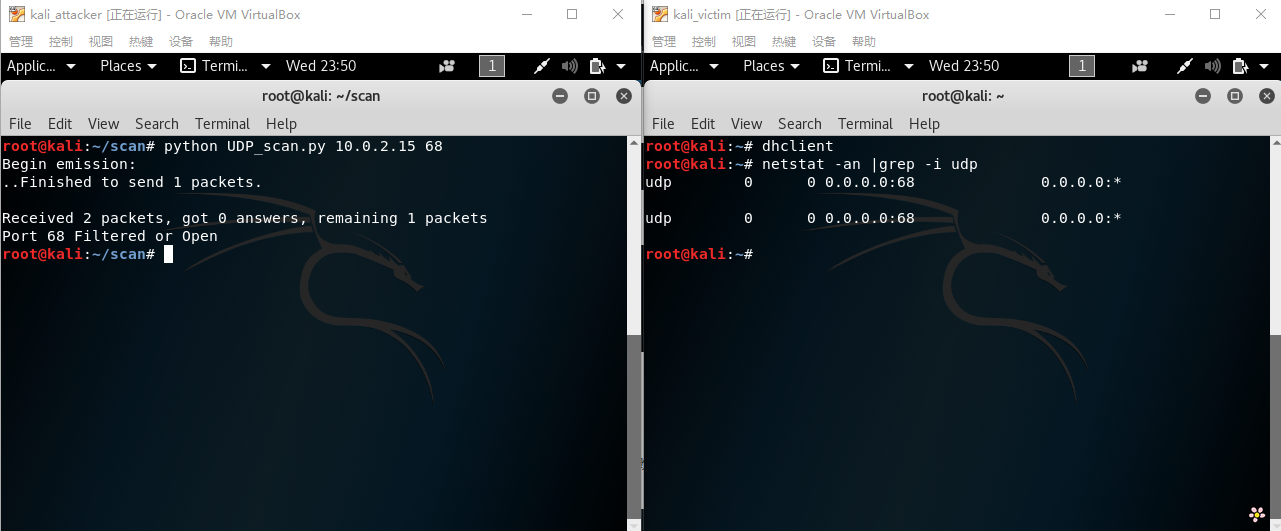 kali_attacker [正在运行] - Oracle VM VirtualBox
管理 控制 视图 热键 设备 帮助
Applic... Places Termi... Wed 23:50 1
root@kali: ~/scan
File Edit View Search Terminal Help
root@kali:~/scan# python UDP_scan.py 10.0.2.15 68
Begin emission:
..Finished to send 1 packets.
Received 2 packets, got 0 answers, remaining 1 packets
Port 68 Filtered or Open
root@kali:~/scan#
kali_victim [正在运行] - Oracle VM VirtualBox
管理 控制 视图 热键 设备 帮助
Applic... Places Termi... Wed 23:50 1
root@kali: ~
File Edit View Search Terminal Help
root@kali:~# dhclient
root@kali:~# netstat -an |grep -i udp
udp 0 0 0.0.0.0:68 0.0.0.0:*
udp 0 0 0.0.0.0:68 0.0.0.0:*
root@kali:~#